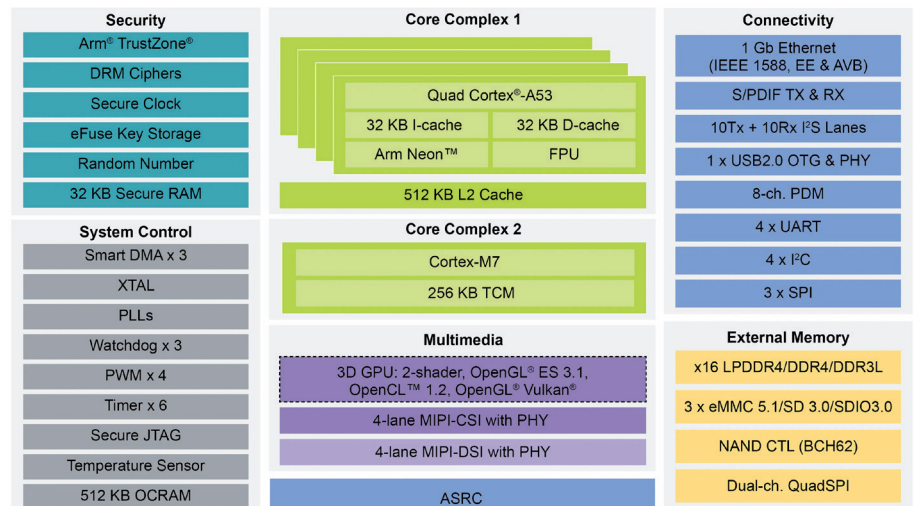 Security
Arm® TrustZone®
DRM Ciphers
Secure Clock
eFuse Key Storage
Random Number
32 KB Secure RAM
System Control
Smart DMA x 3
XTAL
PLLs
Watchdog x 3
PWM x 4
Timer x 6
Secure JTAG
Temperature Sensor
512 KB OCRAM
Core Complex 1
Quad Cortex®-A53
32 KB I-cache
32 KB D-cache
Arm Neon™
FPU
512 KB L2 Cache
Core Complex 2
Cortex-M7
256 KB TCM
Multimedia
3D GPU: 2-shader, OpenGL® ES 3.1,
OpenCL™ 1.2, OpenGL® Vulkan®
4-lane MIPI-CSI with PHY
4-lane MIPI-DSI with PHY
ASRC
Connectivity
1 Gb Ethernet
(IEEE 1588, EE & AVB)
S/PDIF TX & RX
10Tx + 10Rx I²S Lanes
1 x USB2.0 OTG & PHY
8-ch. PDM
4 x UART
4 x I²C
3 x SPI
External Memory
x16 LPDDR4/DDR4/DDR3L
3 x eMMC 5.1/SD 3.0/SDIO3.0
NAND CTL (BCH62)
Dual-ch. QuadSPI